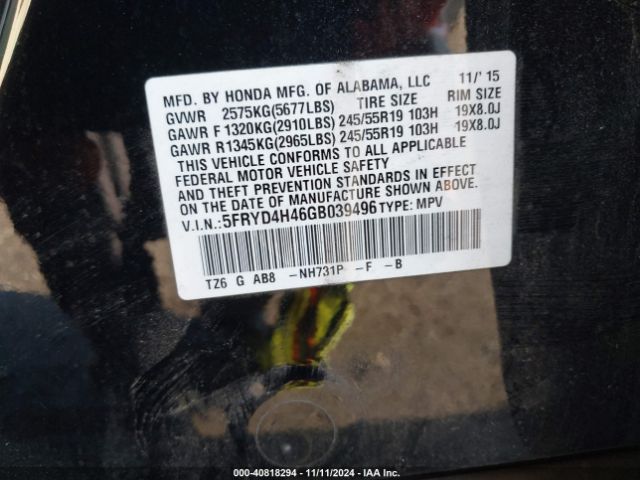 MFD. BY HONDA MFG. OF ALABAMA, LLC 11/'15
GVWR 2575KG(5677LBS) TIRE SIZE RIM SIZE
GAWR F 1320KG(2910LBS) 245/55R19 103H 19X8.0J
GAWR R1345KG(2965LBS) 245/55R19 103H 19X8.0J
THIS VEHICLE CONFORMS TO ALL APPLICABLE
FEDERAL MOTOR VEHICLE SAFETY
AND THEFT PREVENTION STANDARDS IN EFFECT
ON THE DATE OF MANUFACTURE SHOWN ABOVE.
V.I.N.:5FRYD4H46GB039496 TYPE: MPV
TZ6 G AB8 -NH731P -F -B
000-40818294 - 11/11/2024 - IAA Inc.